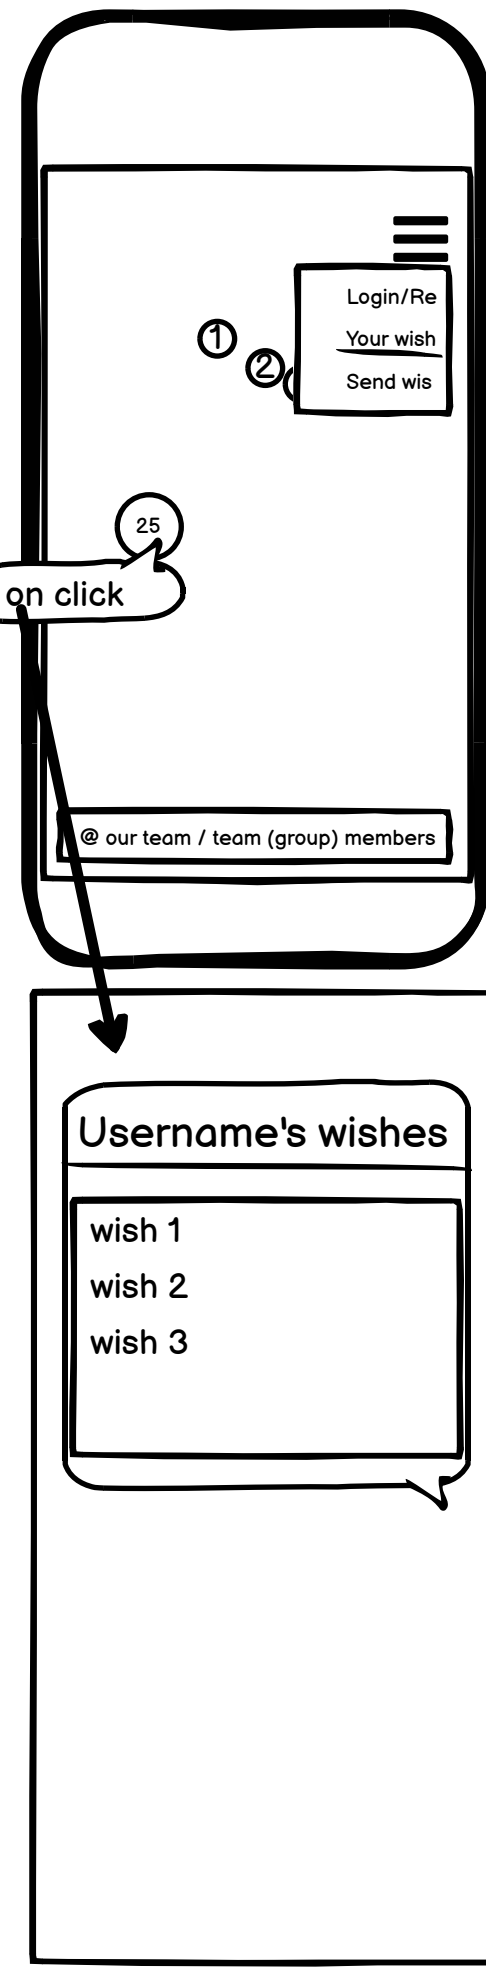 Login/Re
1
Your wish
2
Send wis
25
on click
@ our team / team (group) members
Username's wishes
wish 1
wish 2
wish 3